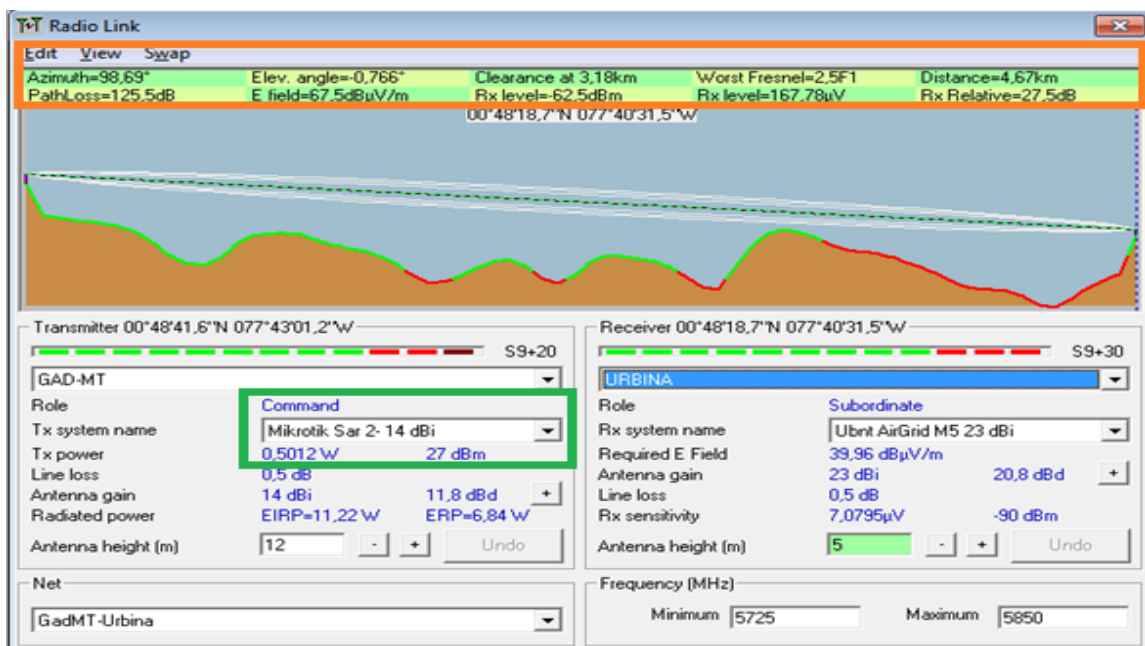 Radio Link
Edit View Swap
Azimuth=98,69° Elev. angle=-0,766° Clearance at 3,18km Worst Fresnel=2,5F1 Distance=4,67km
PathLoss=125,5dB E field=67,5dBµV/m Rx level=-62,5dBm Rx level=167,78µV Rx Relative=27,5dB
00°48'18,7"N 077°40'31,5"W
Transmitter 00°48'41,6"N 077°43'01,2"W
S9+20
GAD-MT
Role Command
Tx system name Mikrotik Sar 2- 14 dBi
Tx power 0,5012 W 27 dBm
Line loss 0,5 dB
Antenna gain 14 dBi 11,8 dBd +
Radiated power EIRP=11,22 W ERP=6,84 W
Antenna height (m) 12 - + Undo
Receiver 00°48'18,7"N 077°40'31,5"W
S9+30
URBINA
Role Subordinate
Rx system name Ubnt AirGrid M5 23 dBi
Required E Field 39,96 dBµV/m
Antenna gain 23 dBi 20,8 dBd +
Line loss 0,5 dB
Rx sensitivity 7,0795µV -90 dBm
Antenna height (m) 5 - + Undo
Net
GadMT-Urbina
Frequency (MHz)
Minimum 5725 Maximum 5850